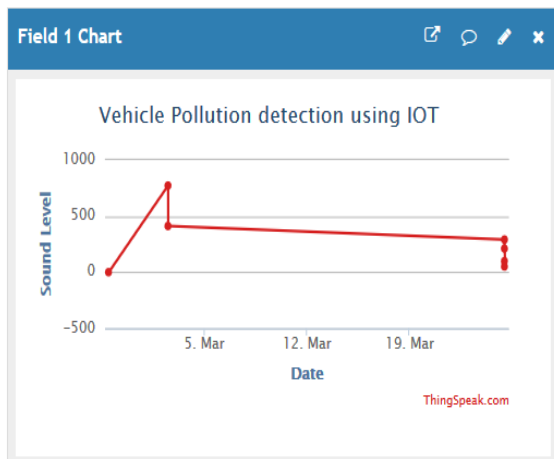 Field 1 Chart
Vehicle Pollution detection using IOT
1000
500
0
−500
Sound Level
5. Mar
12. Mar
19. Mar
Date
ThingSpeak.com